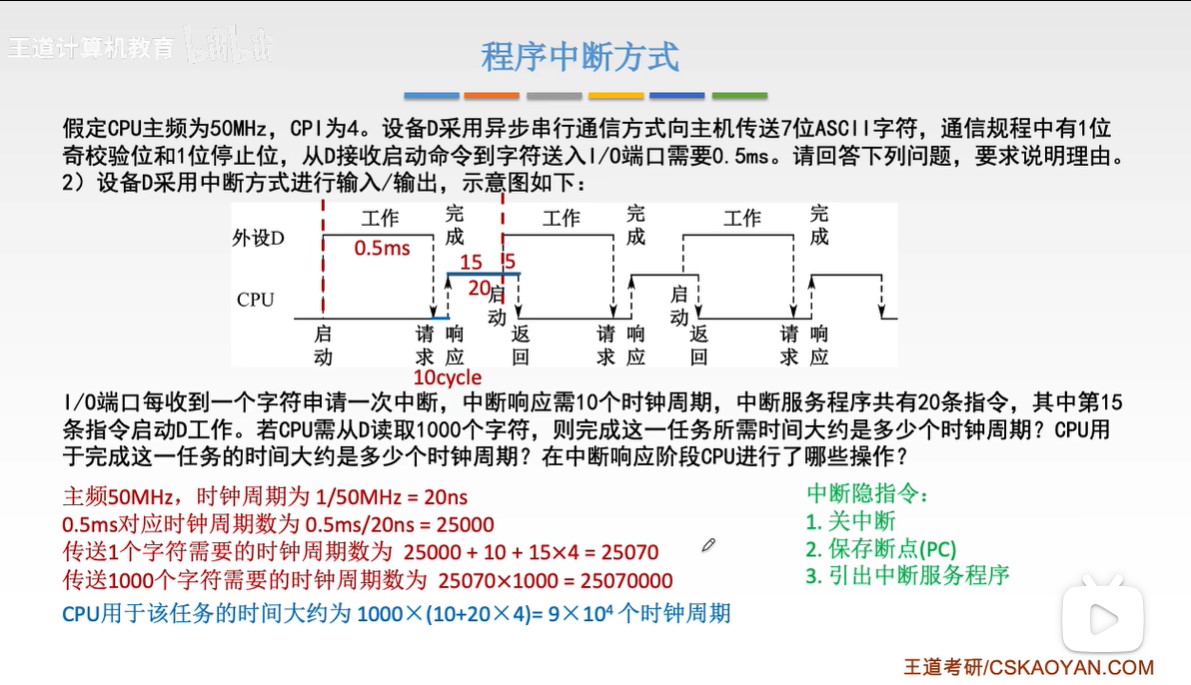 王道计算机教育 bilibili
程序中断方式
假定CPU主频为50MHz，CPI为4。设备D采用异步串行通信方式向主机传送7位ASCII字符，通信规程中有1位
奇校验位和1位停止位，从D接收启动命令到字符送入I/O端口需要0.5ms。请回答下列问题，要求说明理由。
2）设备D采用中断方式进行输入/输出，示意图如下：
工作 完成 工作 完成 工作 完成
外设D
0.5ms
15 5
20
CPU
启动 启动
启动 请求 响应 返回 请求 响应 返回 请求 响应
10cycle
I/O端口每收到一个字符申请一次中断，中断响应需10个时钟周期，中断服务程序共有20条指令，其中第15
条指令启动D工作。若CPU需从D读取1000个字符，则完成这一任务所需时间大约是多少个时钟周期？CPU用
于完成这一任务的时间大约是多少个时钟周期？在中断响应阶段CPU进行了哪些操作？
主频50MHz，时钟周期为 1/50MHz = 20ns
0.5ms对应时钟周期数为 0.5ms/20ns = 25000
传送1个字符需要的时钟周期数为 25000 + 10 + 15×4 = 25070
传送1000个字符需要的时钟周期数为 25070×1000 = 25070000
CPU用于该任务的时间大约为 1000×(10+20×4)= 9×10⁴ 个时钟周期
中断隐指令：
1. 关中断
2. 保存断点(PC)
3. 引出中断服务程序
王道考研/CSKAOYAN.COM